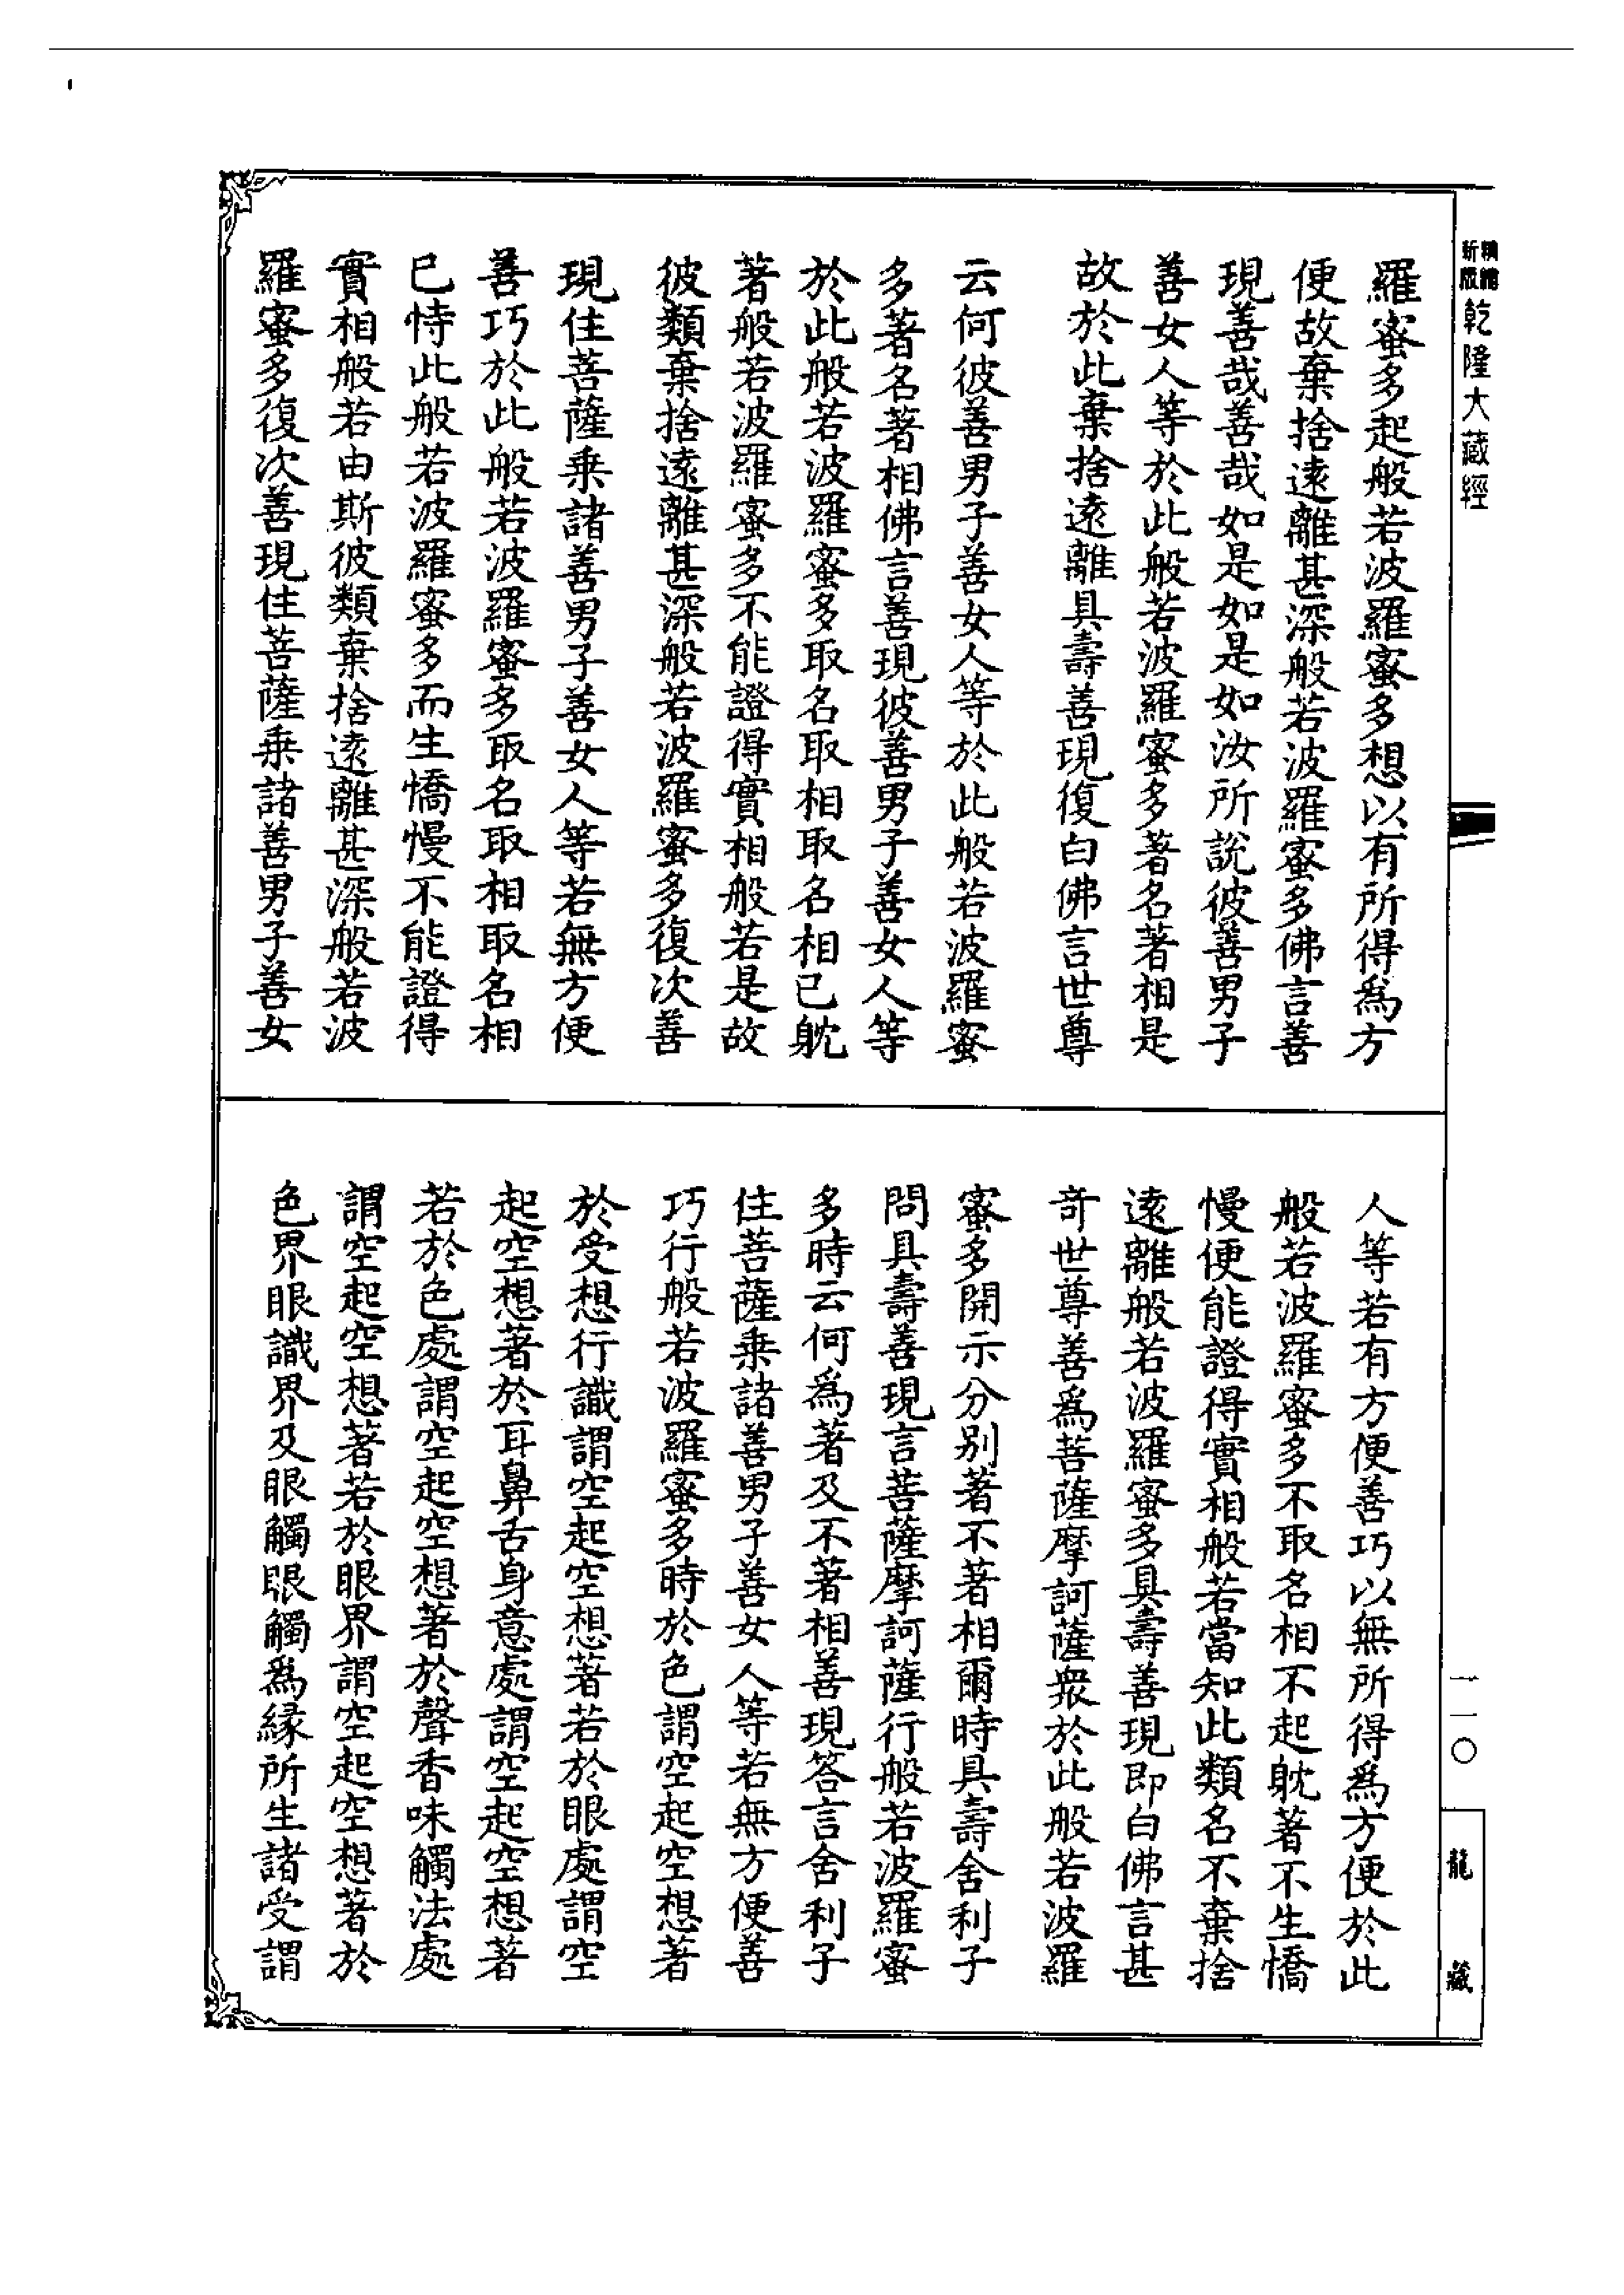 新版精縮乾隆大藏經
羅蜜多起般若波羅蜜多想以有所得為方
便故棄捨遠離甚深般若波羅蜜多佛言善
現善哉善哉如是如是如汝所說彼善男子
善女人等於此般若波羅蜜多著名著相是
故於此棄捨遠離具壽善現復白佛言世尊
云何彼善男子善女人等於此般若波羅蜜
多著名著相佛言善現彼善男子善女人等
於此般若波羅蜜多取名取相取名相已躭
著般若波羅蜜多不能證得實相般若是故
彼類棄捨遠離甚深般若波羅蜜多復次善
現住菩薩乘諸善男子善女人等若無方便
善巧於此般若波羅蜜多取名取相取名相
已恃此般若波羅蜜多而生憍慢不能證得
實相般若由斯彼類棄捨遠離甚深般若波
羅蜜多復次善現住菩薩乘諸善男子善女
人等若有方便善巧以無所得為方便於此
般若波羅蜜多不取名相不起躭著不生憍
慢便能證得實相般若當知此類名不棄捨
遠離般若波羅蜜多具壽善現即白佛言甚
奇世尊善為菩薩摩訶薩衆於此般若波羅
蜜多開示分別著不著相爾時具壽舍利子
問具壽善現言菩薩摩訶薩行般若波羅蜜
多時云何為著及不著相善現答言舍利子
住菩薩乘諸善男子善女人等若無方便善
巧行般若波羅蜜多時於色謂空起空想著
於受想行識謂空起空想著若於眼處謂空
起空想著於耳鼻舌身意處謂空起空想著
若於色處謂空起空想著於聲香味觸法處
謂空起空想著若於眼界謂空起空想著於
色界眼識界及眼觸眼觸為緣所生諸受謂
一一〇
龍藏